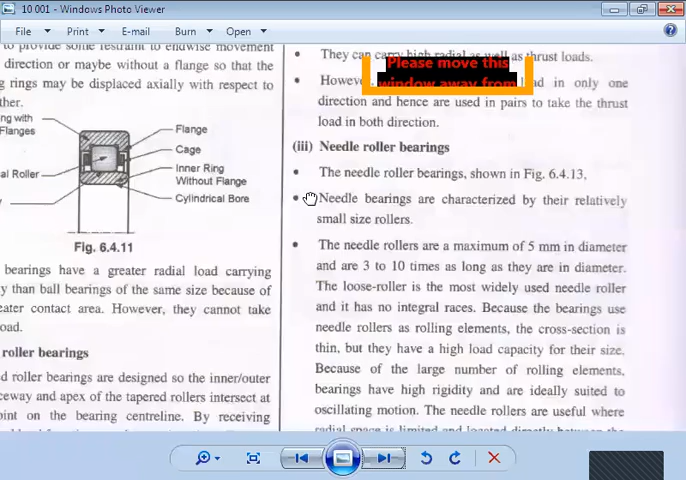 10 001 - Windows Photo Viewer
File Print E-mail Burn Open
to provide some restraint to endwise movement
direction or maybe without a flange so that the
g rings may be displaced axially with respect to
ther.
ng with
Flanges
al Roller
Flange
Cage
Inner Ring
Without Flange
Cylindrical Bore
Fig. 6.4.11
bearings have a greater radial load carrying
y than ball bearings of the same size because of
eater contact area. However, they cannot take
oad.
roller bearings
d roller bearings are designed so the inner/outer
ceway and apex of the tapered rollers intersect at
oint on the bearing centreline. By receiving
• They can carry high radial as well as thrust loads.
Please move this
window away from
• However ad in only one
direction and hence are used in pairs to take the thrust
load in both direction.
(iii) Needle roller bearings
• The needle roller bearings, shown in Fig. 6.4.13,
• Needle bearings are characterized by their relatively
small size rollers.
• The needle rollers are a maximum of 5 mm in diameter
and are 3 to 10 times as long as they are in diameter.
The loose-roller is the most widely used needle roller
and it has no integral races. Because the bearings use
needle rollers as rolling elements, the cross-section is
thin, but they have a high load capacity for their size.
Because of the large number of rolling elements,
bearings have high rigidity and are ideally suited to
oscillating motion. The needle rollers are useful where
radial space is limited and located directly between the